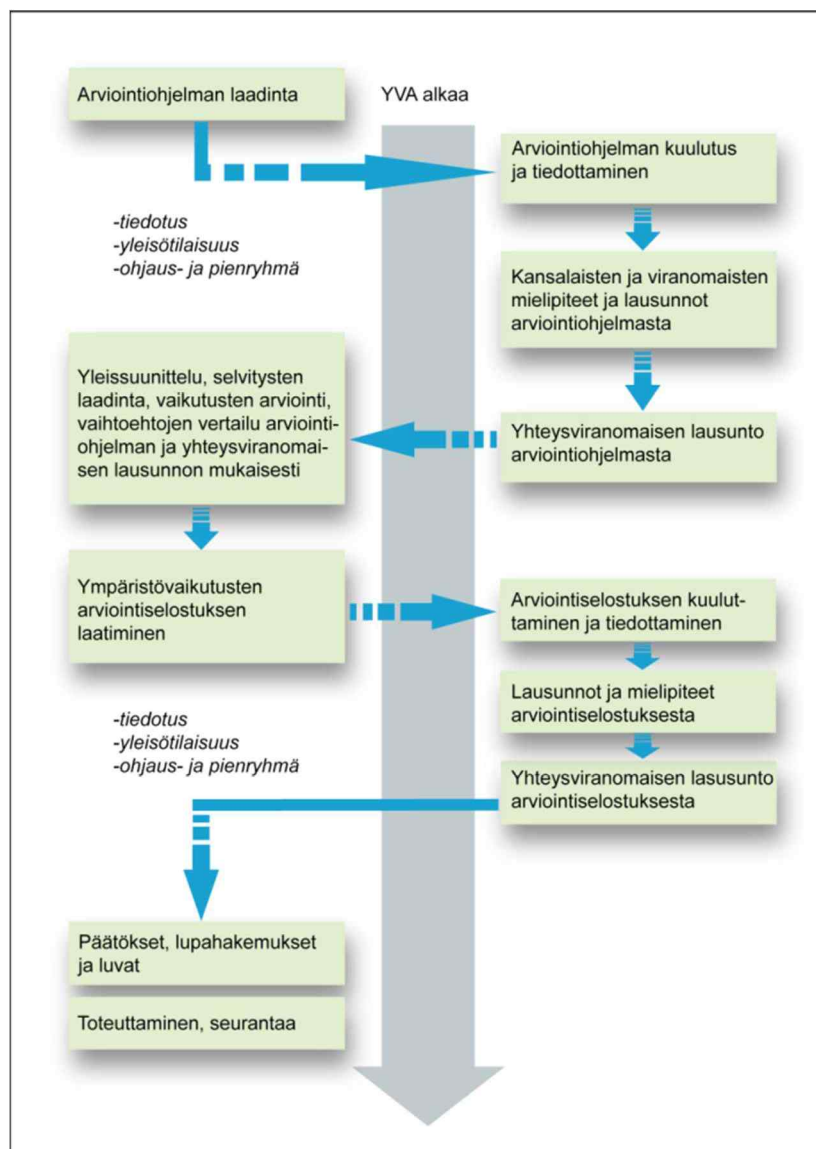 Arviointiohjelman laadinta
YVA alkaa
Arviointiohjelman kuulutus
ja tiedottaminen
-tiedotus
-yleisötilaisuus
-ohjaus- ja pienryhmä
Kansalaisten ja viranomaisten
mielipiteet ja lausunnot
arviointiohjelmasta
Yhteysviranomaisen lausunto
arviointiohjelmasta
Yleissuunittelu, selvitysten
laadinta, vaikutusten arviointi,
vaihtoehtojen vertailu arviointi-
ohjelman ja yhteysviranomai-
sen lausunnon mukaisesti
Ympäristövaikutusten
arviointiselostuksen
laatiminen
Arviointiselostuksen kuulut-
taminen ja tiedottaminen
Lausunnot ja mielipiteet
arviointiselostuksesta
-tiedotus
-yleisötilaisuus
-ohjaus- ja pienryhmä
Yhteysviranomaisen lasusunto
arviointiselostuksesta
Päätökset, lupahakemukset
ja luvat
Toteuttaminen, seurantaa